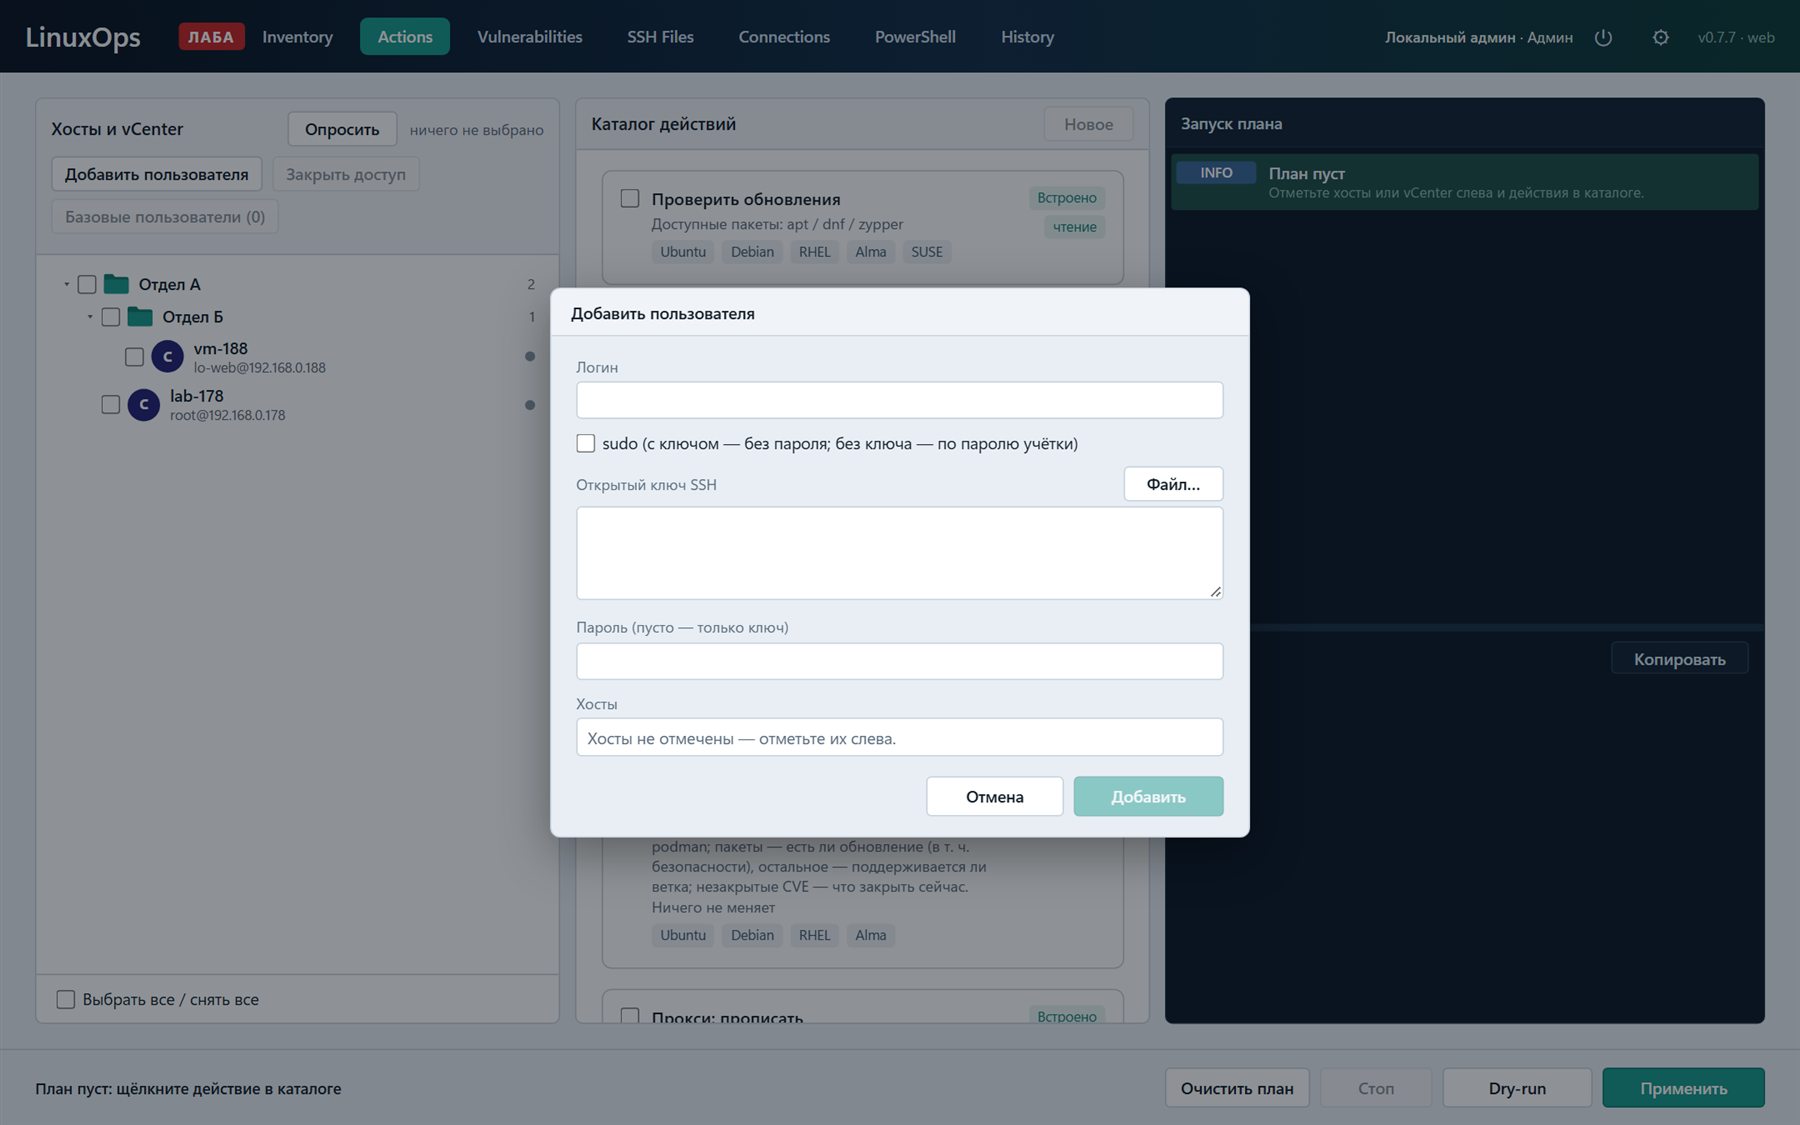 LinuxOps
ЛАБА
Inventory
Actions
Vulnerabilities
SSH Files
Connections
PowerShell
History
Локальный админ · Админ
v0.7.7 · web
Хосты и vCenter
Опросить
ничего не выбрано
Добавить пользователя
Закрыть доступ
Базовые пользователи (0)
Отдел А
2
Отдел Б
1
C
vm-188
lo-web@192.168.0.188
C
lab-178
root@192.168.0.178
Выбрать все / снять все
Каталог действий
Новое
Проверить обновления
Встроено
Доступные пакеты: apt / dnf / zypper
чтение
Ubuntu
Debian
RHEL
Alma
SUSE
podman; пакеты — есть ли обновление (в т. ч.
безопасности), остальное — поддерживается ли
ветка; незакрытые CVE — что закрыть сейчас.
Ничего не меняет
Ubuntu
Debian
RHEL
Alma
Прокси: прописать
Встроено
Запуск плана
INFO
План пуст
Отметьте хосты или vCenter слева и действия в каталоге.
Копировать
Добавить пользователя
Логин
sudo (с ключом — без пароля; без ключа — по паролю учётки)
Открытый ключ SSH
Файл...
Пароль (пусто — только ключ)
Хосты
Хосты не отмечены — отметьте их слева.
Отмена
Добавить
План пуст: щёлкните действие в каталоге
Очистить план
Стоп
Dry-run
Применить